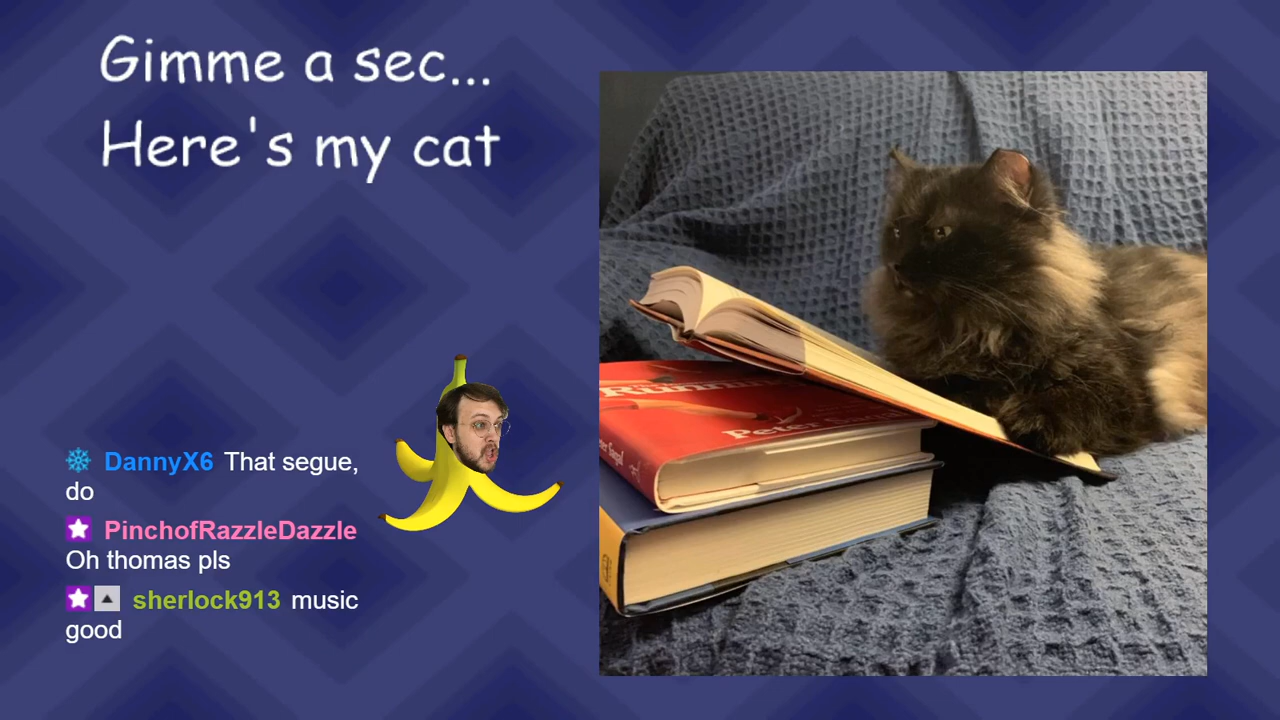 Gimme a sec...
Here's my cat
DannyX6 That segue,
do
PinchofRazzleDazzle
Oh thomas pls
sherlock913 music
good
Peter